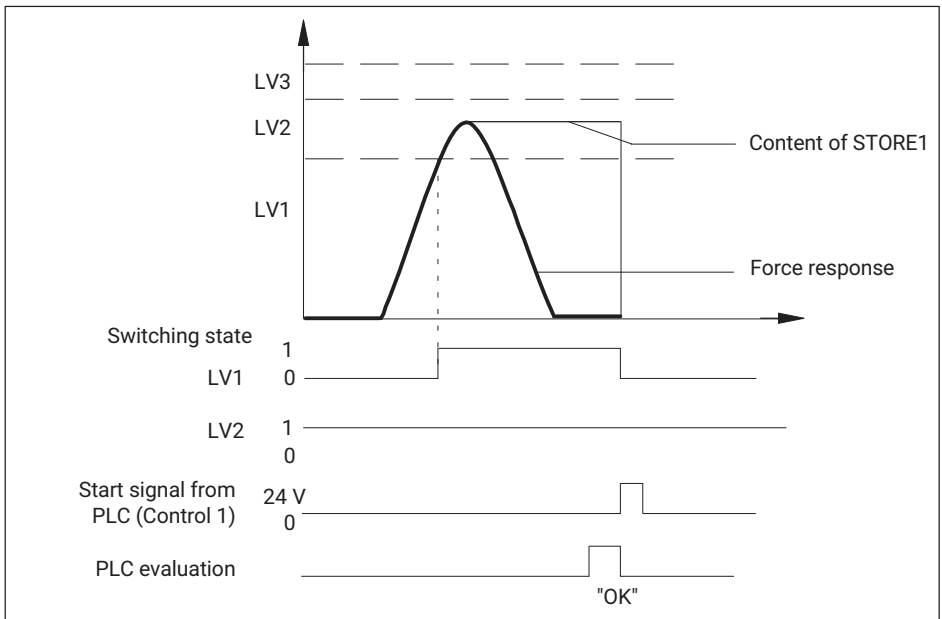 LV3
LV2
Content of STORE1
LV1
Force response
Switching state
1
LV1 0
LV2 1
0
Start signal from
PLC (Control 1)
24 V
0
PLC evaluation
"OK"